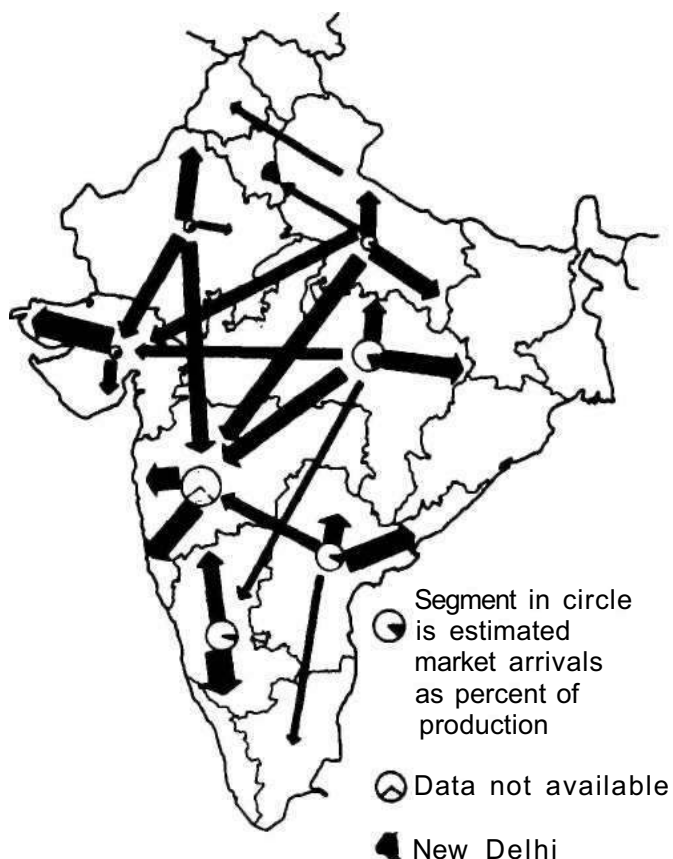 Segment in circle
is estimated
market arrivals
as percent of
production
Data not available
New Delhi